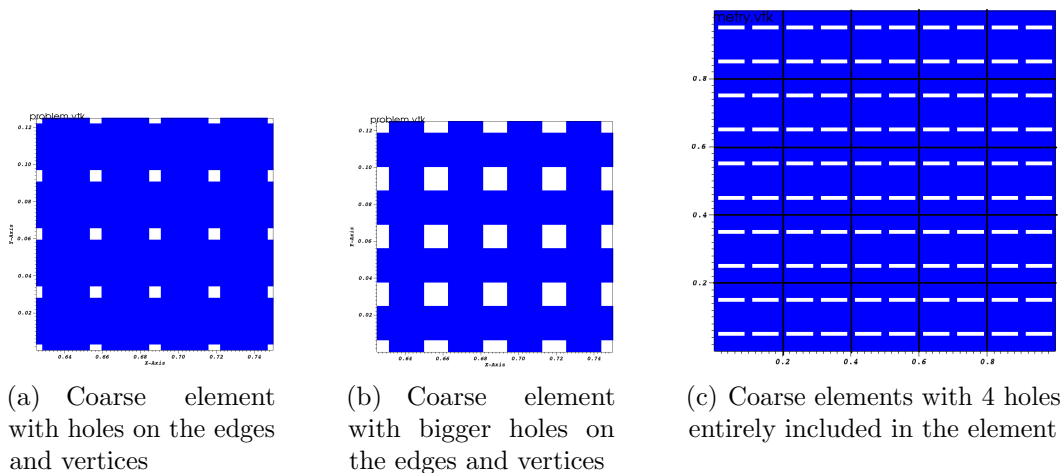 problem.vtk
0.12
0.10
0.08
0.06
0.04
0.02
Y-Axis
0.64 0.66 0.68 0.70 0.72 0.74
X-Axis
(a) Coarse element
with holes on the edges
and vertices
problem.vtk
0.12
0.10
0.08
0.06
0.04
0.02
Y-Axis
0.64 0.66 0.68 0.70 0.72 0.74
X-Axis
(b) Coarse element
with bigger holes on
the edges and vertices
metry.vtk
0.8
0.6
0.4
0.2
0.2 0.4 0.6 0.8
(c) Coarse elements with 4 holes
entirely included in the element